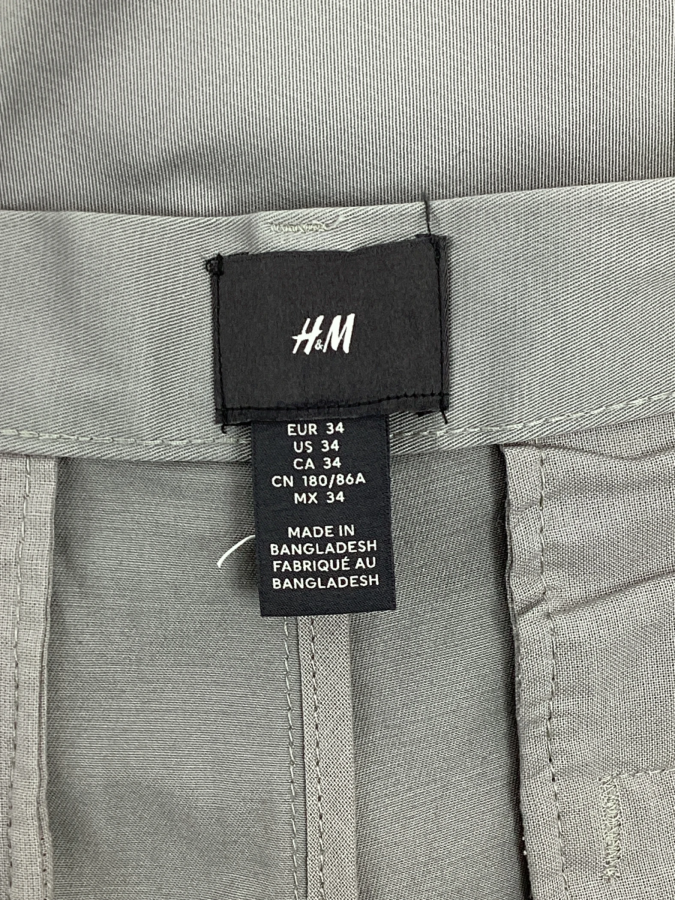 H&M
EUR 34
US 34
CA 34
CN 180/86A
MX 34
MADE IN
BANGLADESH
FABRIQUÉ AU
BANGLADESH